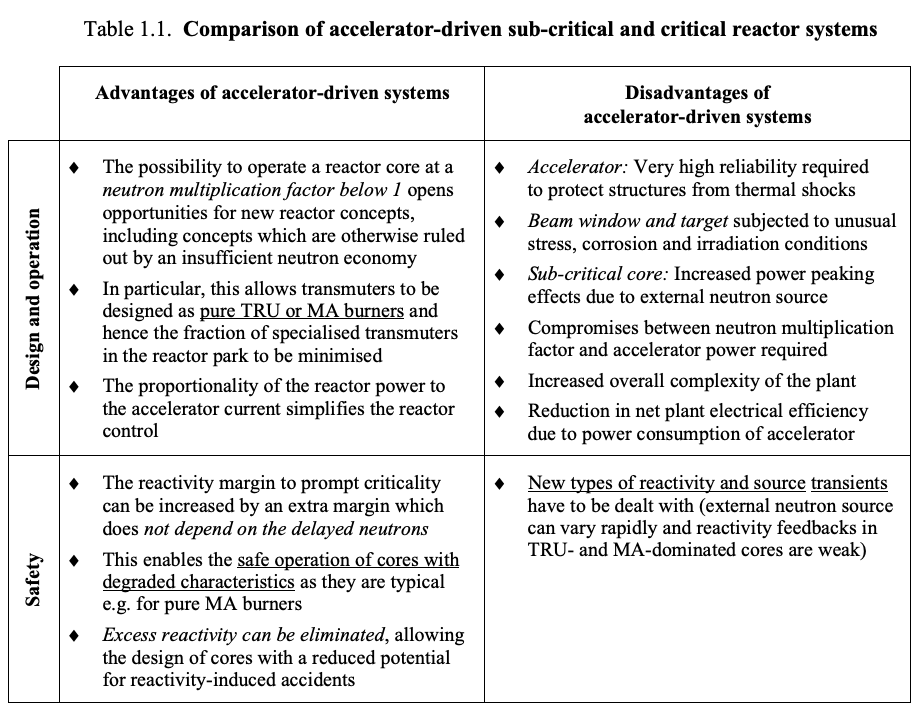 Table 1.1. Comparison of accelerator-driven sub-critical and critical reactor systems
Advantages of accelerator-driven systems
Disadvantages of
accelerator-driven systems
Design and operation
♦ The possibility to operate a reactor core at a
neutron multiplication factor below 1 opens
opportunities for new reactor concepts,
including concepts which are otherwise ruled
out by an insufficient neutron economy
♦ In particular, this allows transmuters to be
designed as pure TRU or MA burners and
hence the fraction of specialised transmuters
in the reactor park to be minimised
♦ The proportionality of the reactor power to
the accelerator current simplifies the reactor
control
♦ Accelerator: Very high reliability required
to protect structures from thermal shocks
♦ Beam window and target subjected to unusual
stress, corrosion and irradiation conditions
♦ Sub-critical core: Increased power peaking
effects due to external neutron source
♦ Compromises between neutron multiplication
factor and accelerator power required
♦ Increased overall complexity of the plant
♦ Reduction in net plant electrical efficiency
due to power consumption of accelerator
Safety
♦ The reactivity margin to prompt criticality
can be increased by an extra margin which
does not depend on the delayed neutrons
♦ This enables the safe operation of cores with
degraded characteristics as they are typical
e.g. for pure MA burners
♦ Excess reactivity can be eliminated, allowing
the design of cores with a reduced potential
for reactivity-induced accidents
♦ New types of reactivity and source transients
have to be dealt with (external neutron source
can vary rapidly and reactivity feedbacks in
TRU- and MA-dominated cores are weak)